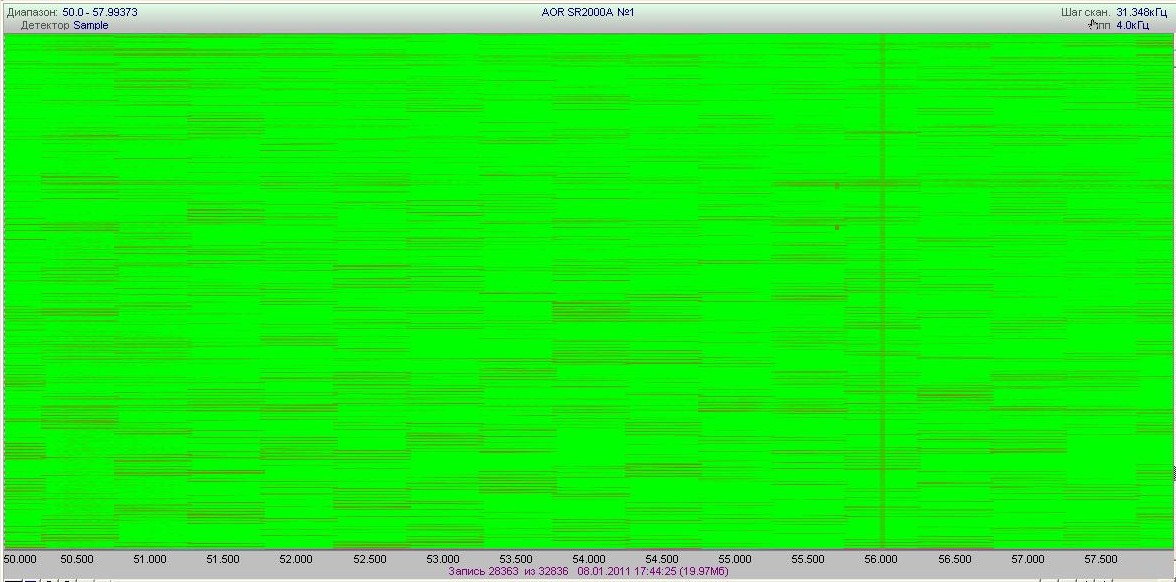 Диапазон: 50.0 - 57.99373 AOR SR2000A №1 Шаг скан. 31.348кГц
Детектор Sample пп 4.0кГц
50.000 50.500 51.000 51.500 52.000 52.500 53.000 53.500 54.000 54.500 55.000 55.500 56.000 56.500 57.000 57.500
Запись 28363 из 32836 08.01.2011 17:44:25 (19.97Мб)